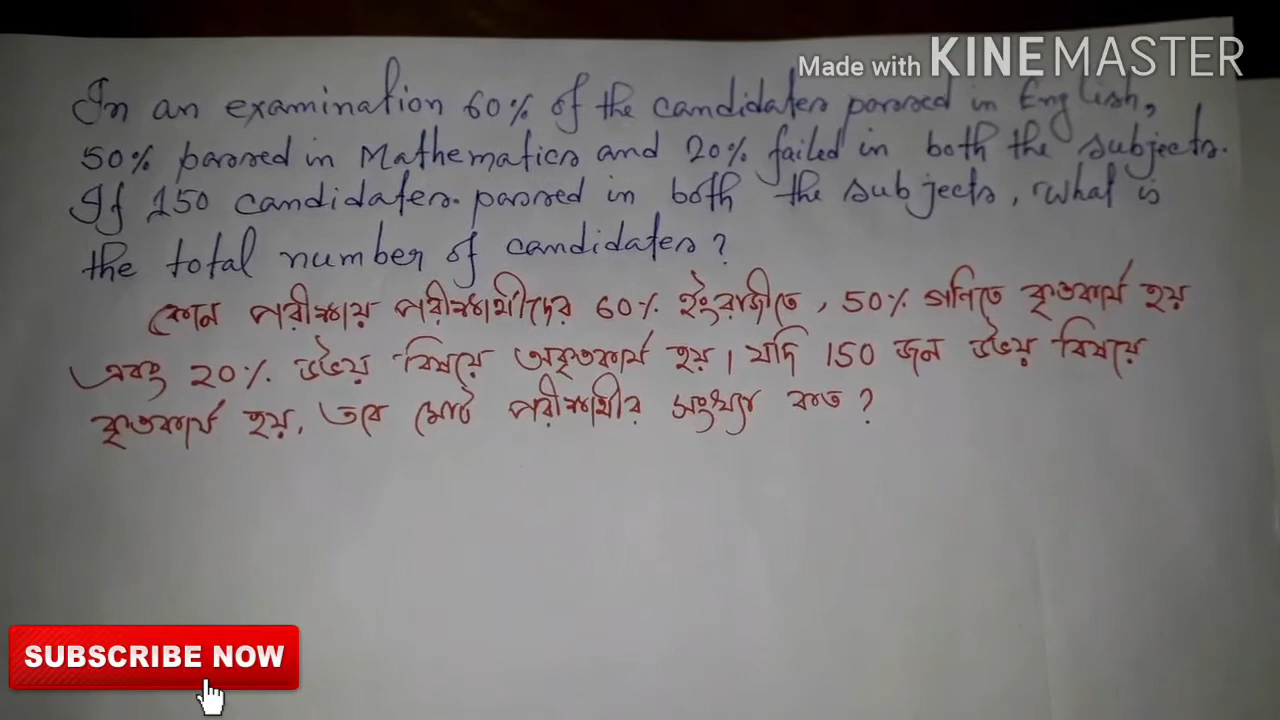 Made with KINEMASTER
In an examination 60% of the candidates passed in English,
50% passed in Mathematics and 20% failed in both the subjects.
If 150 candidates passed in both the subjects, what is
the total number of candidates?
কোন পরীক্ষায় পরীক্ষার্থীদের 60% ইংরাজীতে, 50% গনিতে কৃতকার্য হয়
এবং 20% উভয় বিষয়ে অকৃতকার্য হয়। যদি 150 জন উভয় বিষয়ে
কৃতকার্য হয়, তবে মোট পরীক্ষার্থীর সংখ্যা কত?
SUBSCRIBE NOW